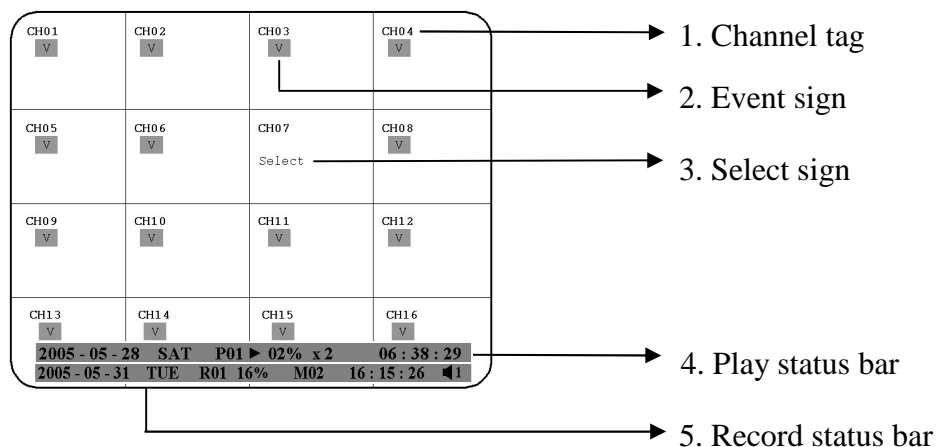 CH01 CH02 CH03 CH04
V V V V
1. Channel tag
2. Event sign
CH05 CH06 CH07 CH08
V V Select V
3. Select sign
CH09 CH10 CH11 CH12
V V V V
CH13 CH14 CH15 CH16
V V V V
2005 - 05 - 28 SAT P01 ► 02% x 2 06 : 38 : 29
4. Play status bar
2005 - 05 - 31 TUE R01 16% M02 16 : 15 : 26 1
5. Record status bar